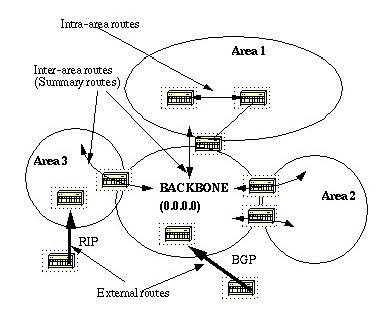 Intra-area routes
Area 1
Inter-area routes
(Summary routes)
Area 3
BACKBONE
(0.0.0.0)
Area 2
RIP
BGP
External routes